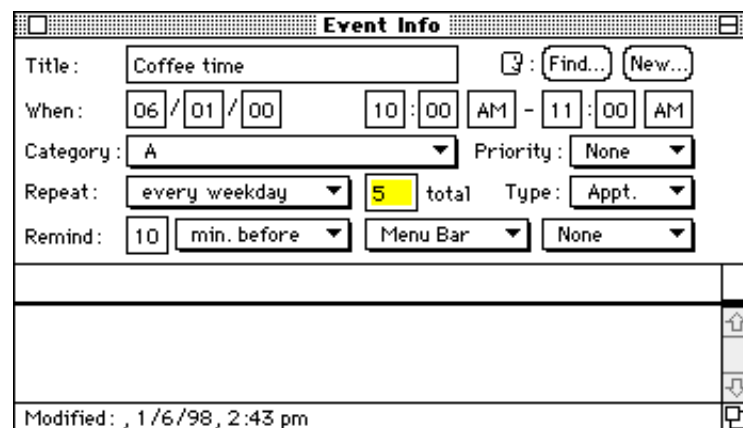 Event Info
Title: Coffee time : Find... New...
When: 06 / 01 / 00 10 : 00 AM - 11 : 00 AM
Category: A Priority: None
Repeat: every weekday 5 total Type: Appt.
Remind: 10 min. before Menu Bar None
Modified: , 1/6/98, 2:43 pm